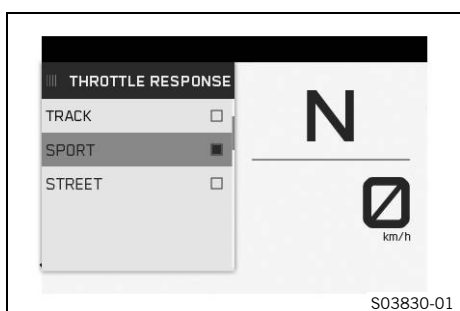 THROTTLE RESPONSE
TRACK
SPORT
STREET
N
0
km/h
S03830-01